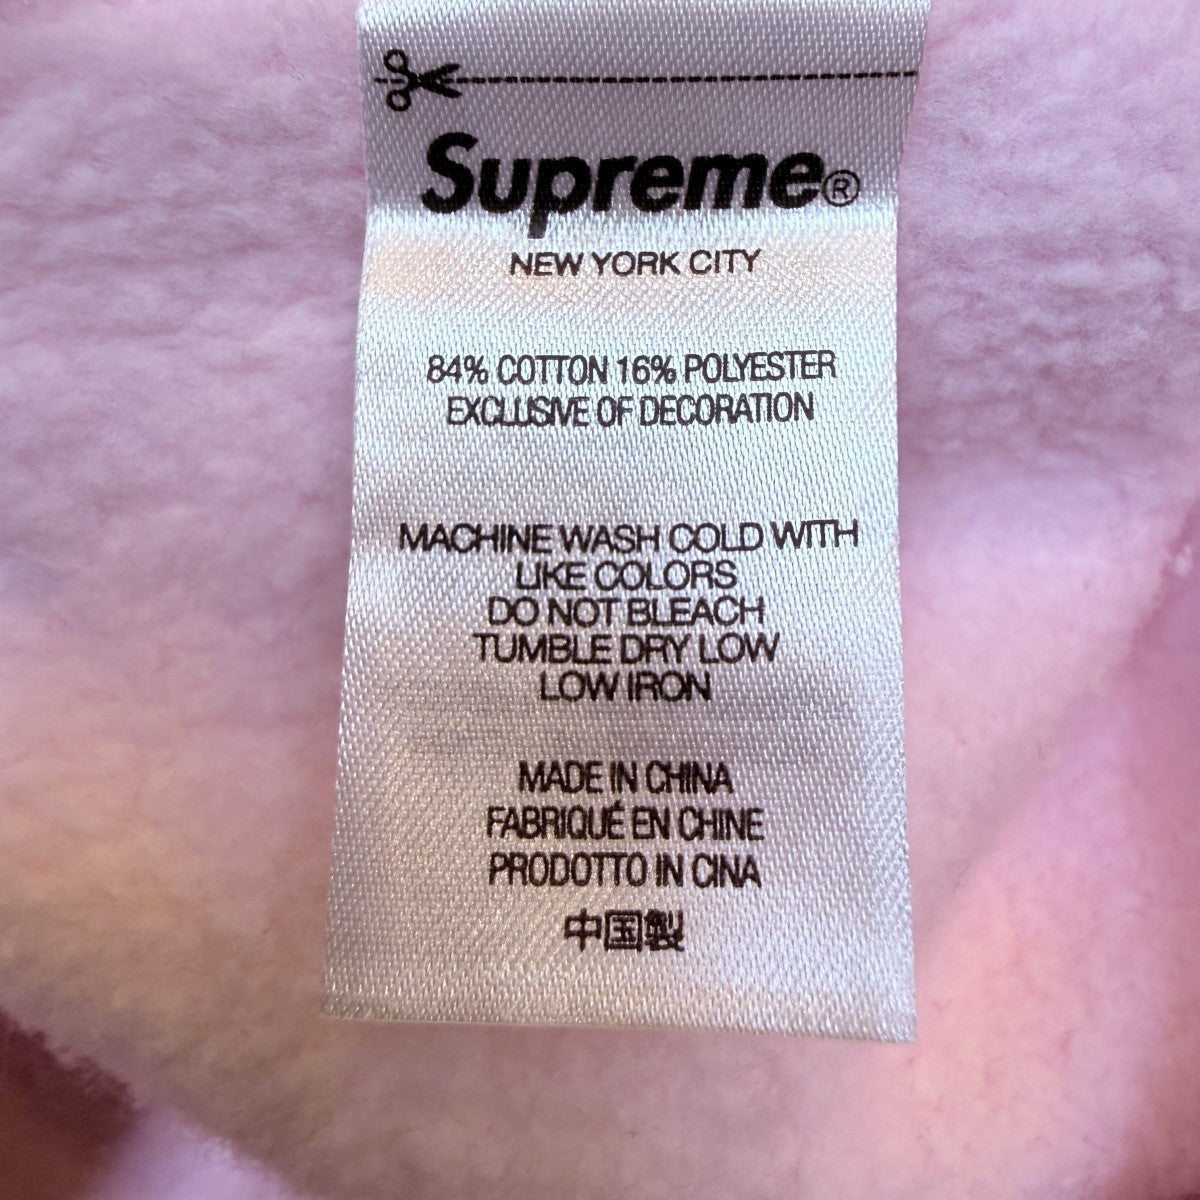 Supreme®
NEW YORK CITY
84% COTTON 16% POLYESTER
EXCLUSIVE OF DECORATION
MACHINE WASH COLD WITH
LIKE COLORS
DO NOT BLEACH
TUMBLE DRY LOW
LOW IRON
MADE IN CHINA
FABRIQUÉ EN CHINE
PRODOTTO IN CINA
中国製